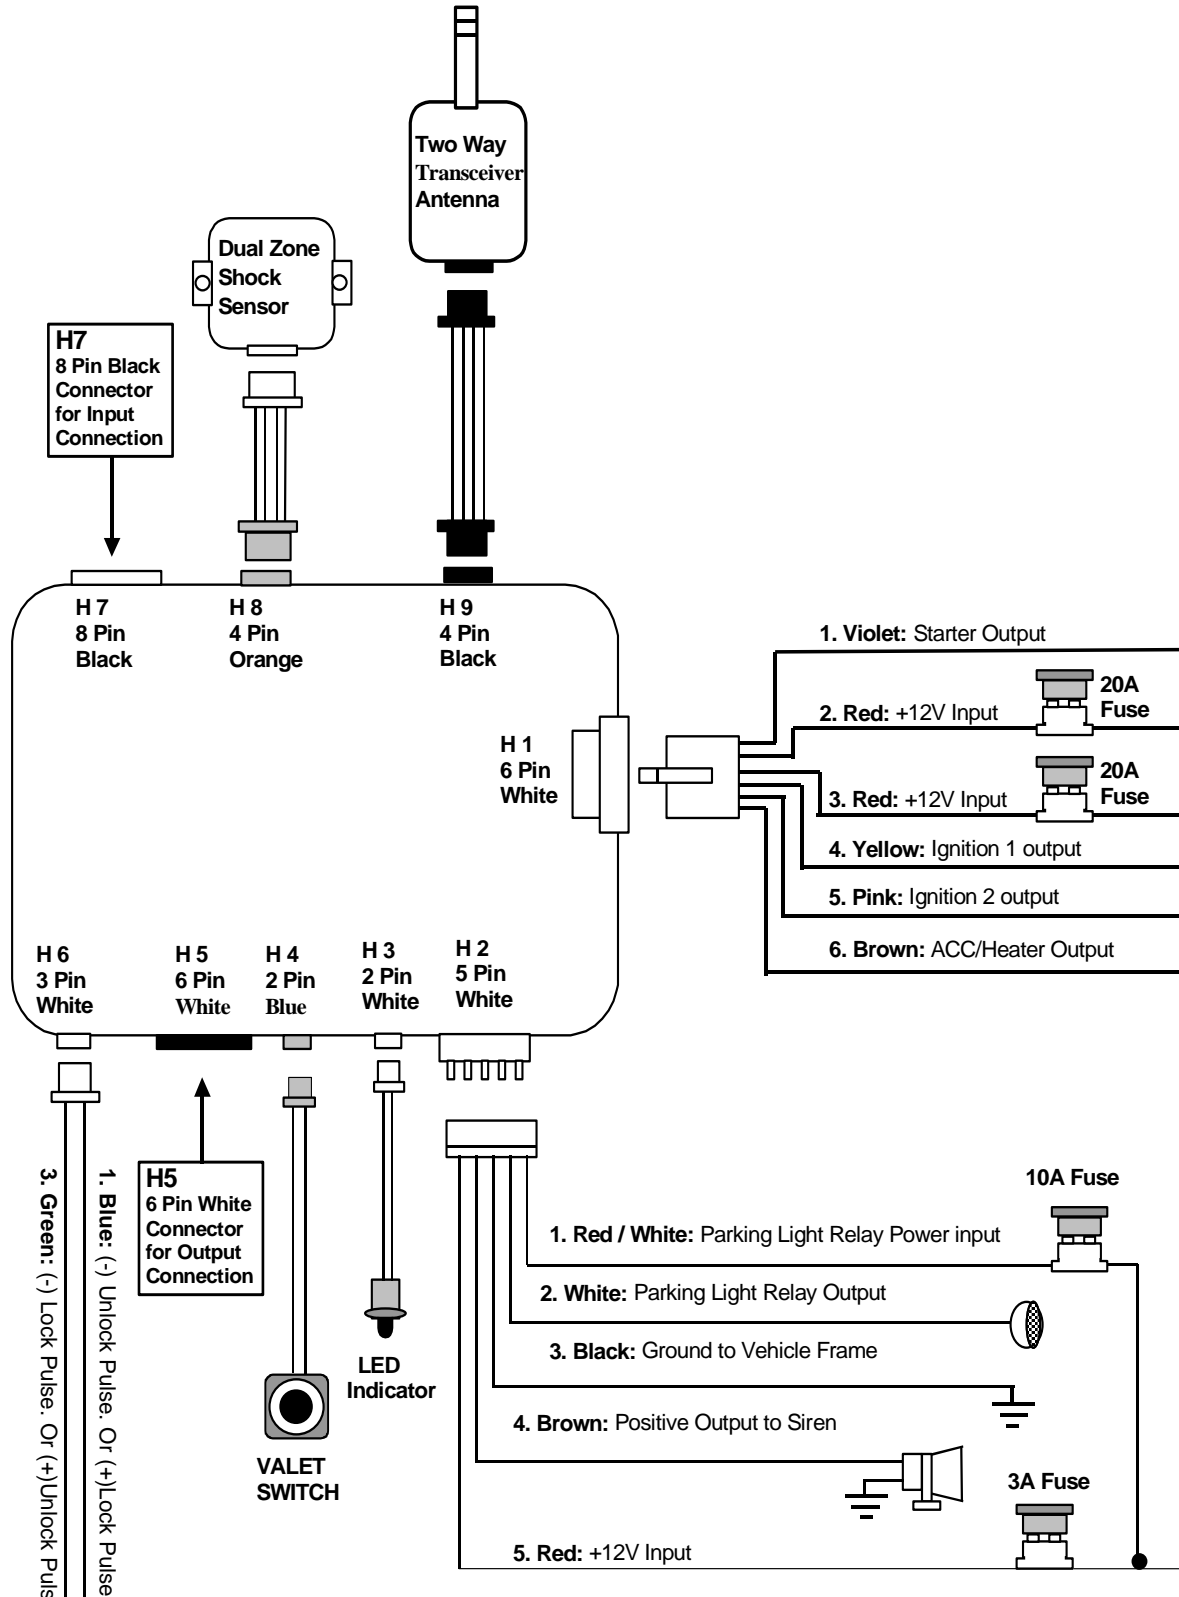 Two Way
Transceiver
Antenna
Dual Zone
Shock
Sensor
H7
8 Pin Black
Connector
for Input
Connection
H 7
8 Pin
Black
H 8
4 Pin
Orange
H 9
4 Pin
Black
H 1
6 Pin
White
1. Violet: Starter Output
2. Red: +12V Input
20A
Fuse
3. Red: +12V Input
20A
Fuse
4. Yellow: Ignition 1 output
5. Pink: Ignition 2 output
6. Brown: ACC/Heater Output
H 6
3 Pin
White
H 5
6 Pin
White
H 4
2 Pin
Blue
H 3
2 Pin
White
H 2
5 Pin
White
3. Green: (-) Lock Pulse. Or (+)Unlock Puls
1. Blue: (-) Unlock Pulse. Or (+)Lock Pulse
H5
6 Pin White
Connector
for Output
Connection
VALET
SWITCH
LED
Indicator
10A Fuse
1. Red / White: Parking Light Relay Power input
2. White: Parking Light Relay Output
3. Black: Ground to Vehicle Frame
4. Brown: Positive Output to Siren
3A Fuse
5. Red: +12V Input